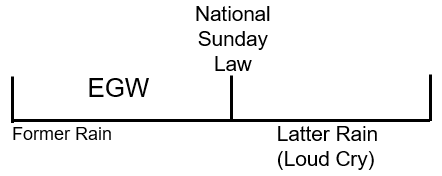 National
Sunday
Law
EGW
Former Rain
Latter Rain
(Loud Cry)